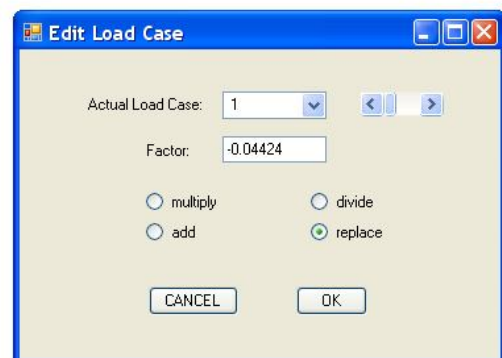 Edit Load Case
Actual Load Case: 1
Factor: -0.04424
multiply divide
add replace
CANCEL OK